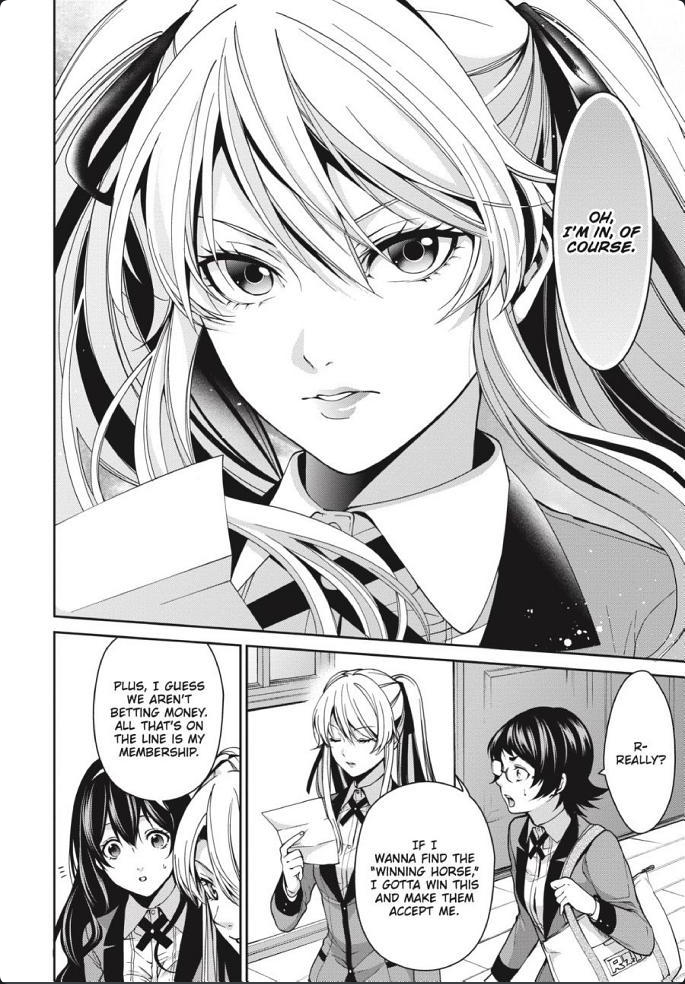 OH,
I'M IN, OF
COURSE.
R-
REALLY?
IF I
WANNA FIND THE
"WINNING HORSE,"
I GOTTA WIN THIS
AND MAKE THEM
ACCEPT ME.
PLUS, I GUESS
WE AREN'T
BETTING MONEY.
ALL THAT'S ON
THE LINE IS MY
MEMBERSHIP.